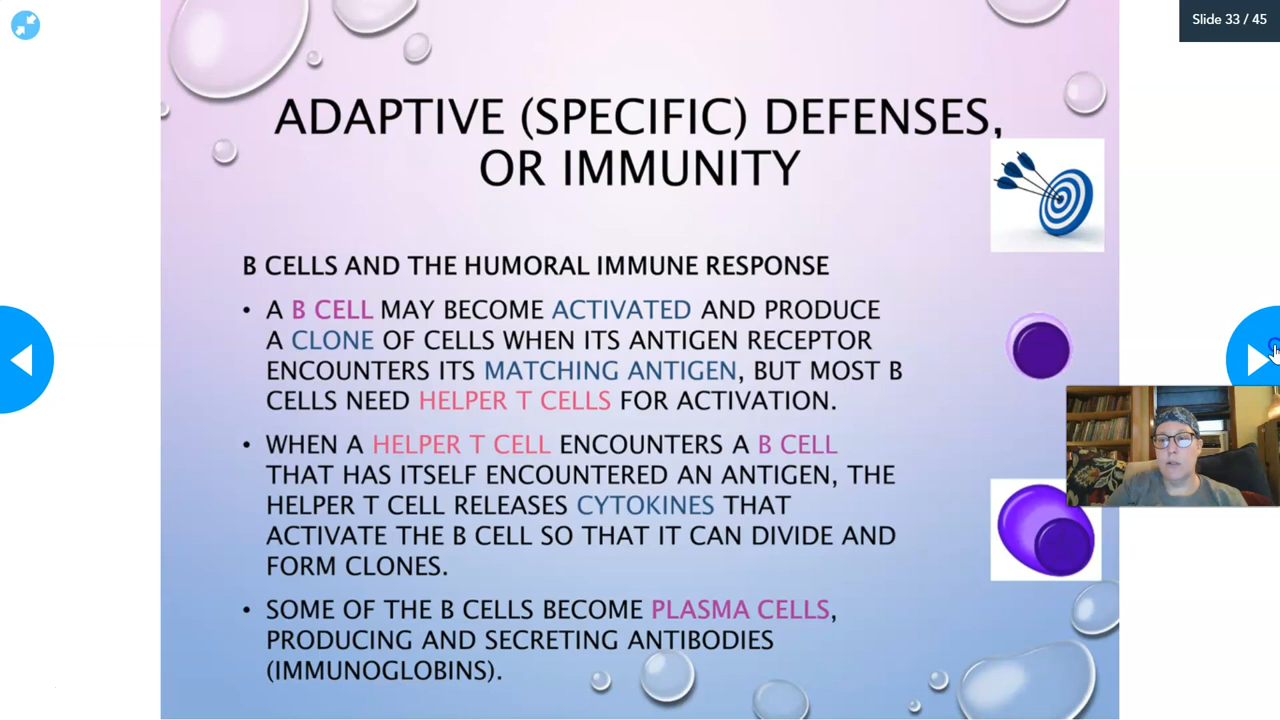 Slide 33 / 45
ADAPTIVE (SPECIFIC) DEFENSES,
OR IMMUNITY
B CELLS AND THE HUMORAL IMMUNE RESPONSE
• A B CELL MAY BECOME ACTIVATED AND PRODUCE
A CLONE OF CELLS WHEN ITS ANTIGEN RECEPTOR
ENCOUNTERS ITS MATCHING ANTIGEN, BUT MOST B
CELLS NEED HELPER T CELLS FOR ACTIVATION.
• WHEN A HELPER T CELL ENCOUNTERS A B CELL
THAT HAS ITSELF ENCOUNTERED AN ANTIGEN, THE
HELPER T CELL RELEASES CYTOKINES THAT
ACTIVATE THE B CELL SO THAT IT CAN DIVIDE AND
FORM CLONES.
• SOME OF THE B CELLS BECOME PLASMA CELLS,
PRODUCING AND SECRETING ANTIBODIES
(IMMUNOGLOBINS).